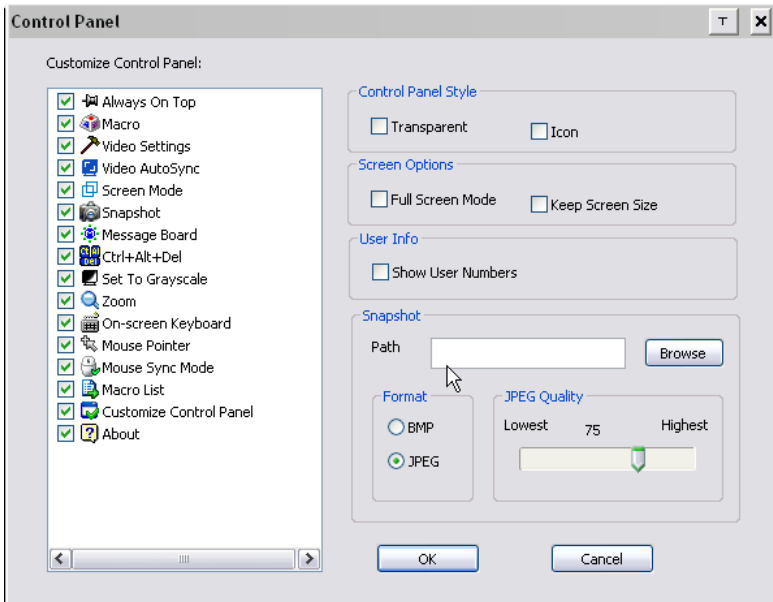 Control Panel
T
Customize Control Panel:
Always On Top
Macro
Video Settings
Video AutoSync
Screen Mode
Snapshot
Message Board
Ctrl Al
Del
Ctrl+Alt+Del
Set To Grayscale
Zoom
On-screen Keyboard
Mouse Pointer
Mouse Sync Mode
Macro List
Customize Control Panel
About
Control Panel Style
Transparent
Icon
Screen Options
Full Screen Mode
Keep Screen Size
User Info
Show User Numbers
Snapshot
Path
Browse
Format
BMP
JPEG
JPEG Quality
Lowest 75 Highest
OK
Cancel